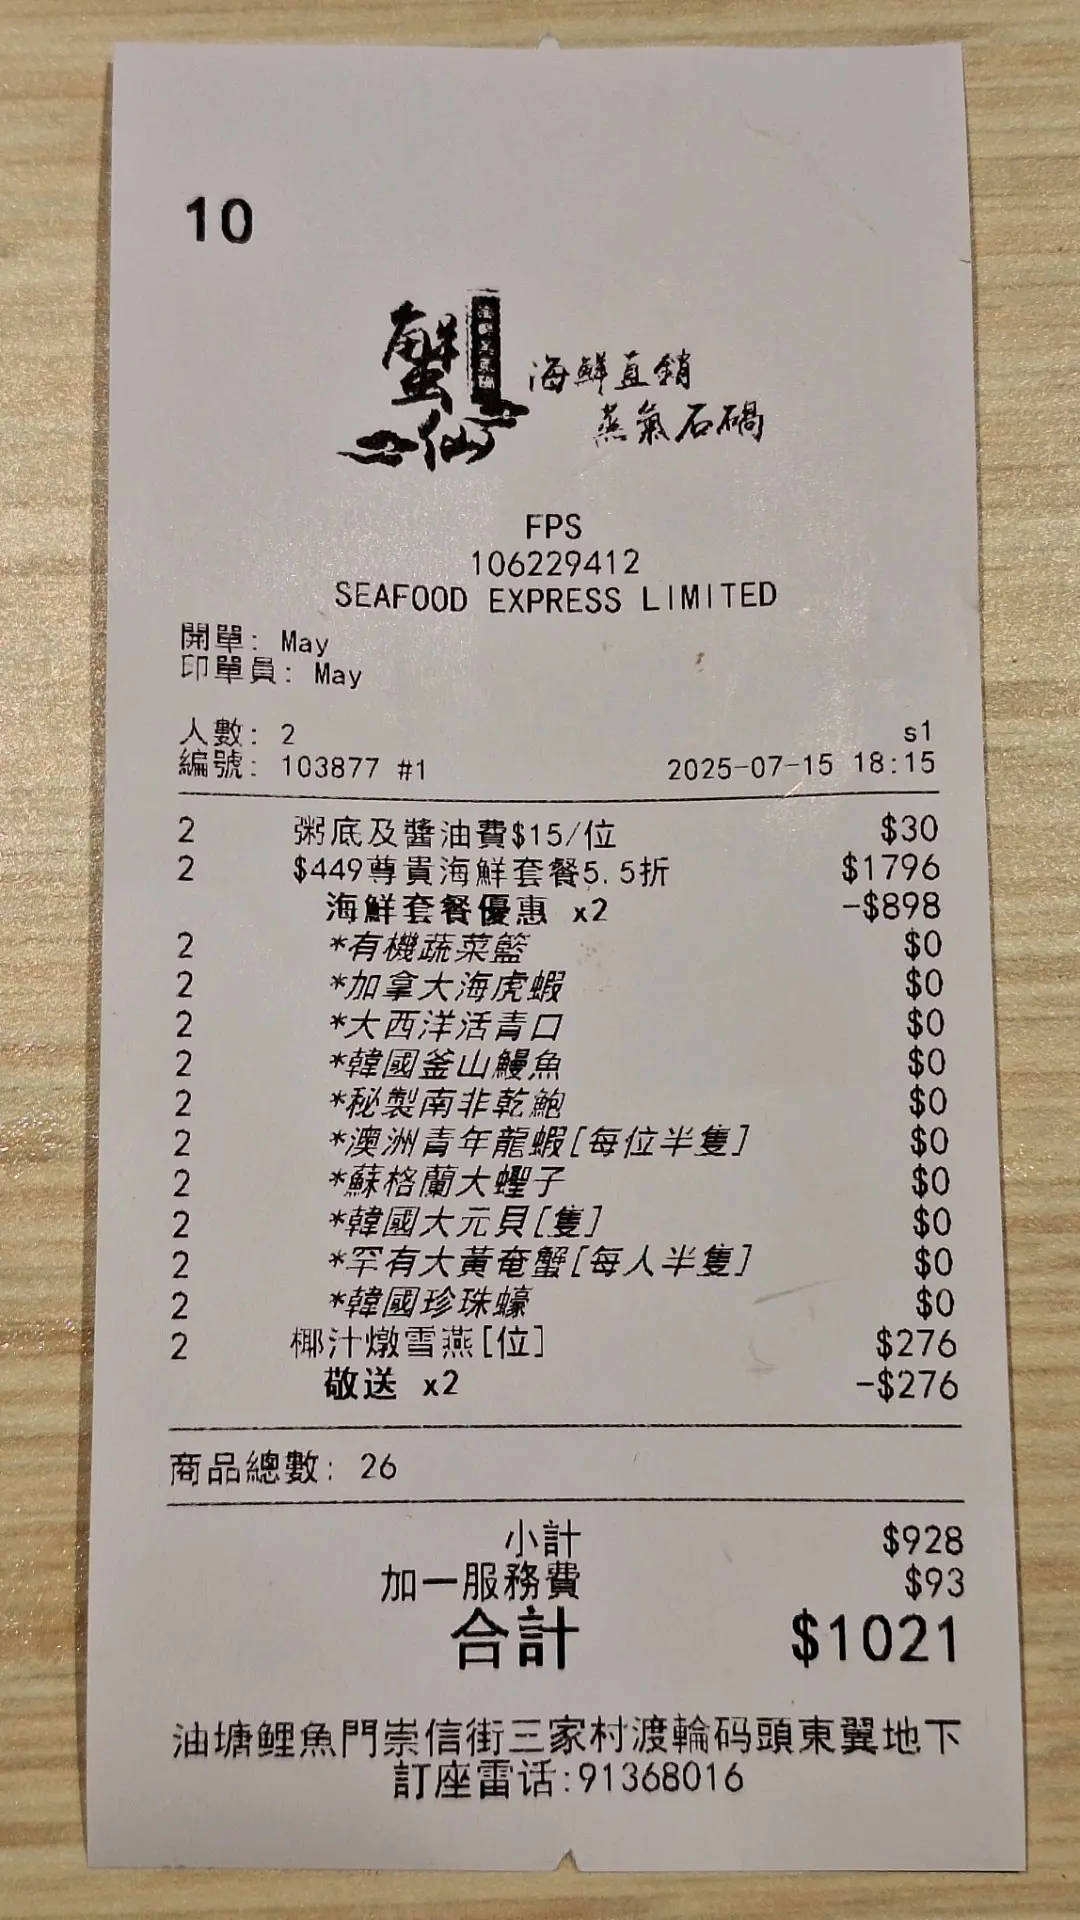 10
蟹仙
海鮮直銷
蒸氣石鍋
FPS
106229412
SEAFOOD EXPRESS LIMITED
開單: May
印單員: May
人數: 2 s1
編號: 103877 #1 2025-07-15 18:15
2 粥底及醬油費$15/位 $30
2 $449尊貴海鮮套餐5.5折 $1796
海鮮套餐優惠 x2 -$898
2 *有機蔬菜籃 $0
2 *加拿大海虎蝦 $0
2 *大西洋活青口 $0
2 *韓國釜山鰻魚 $0
2 *秘製南非乾鮑 $0
2 *澳洲青年龍蝦[每位半隻] $0
2 *蘇格蘭大蟶子 $0
2 *韓國大元貝[隻] $0
2 *罕有大黃奄蟹[每人半隻] $0
2 *韓國珍珠蠔 $0
2 椰汁燉雪燕[位] $276
敬送 x2 -$276
商品總數: 26
小計 $928
加一服務費 $93
合計 $1021
油塘鲤魚門崇信街三家村渡輪码頭東翼地下
訂座雷话:91368016